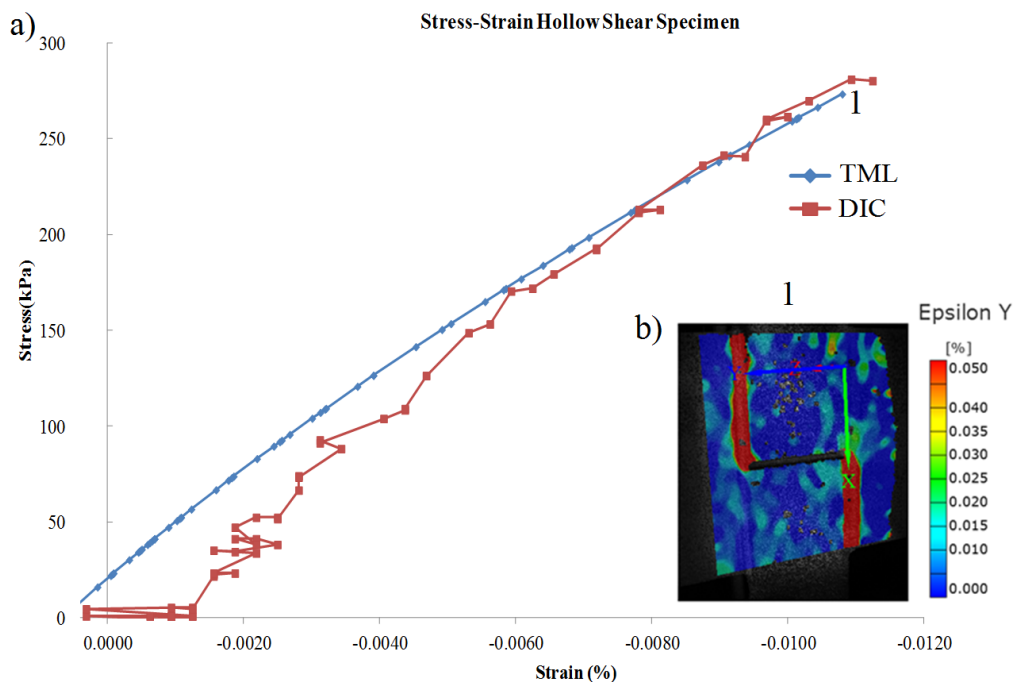 a)
Stress-Strain Hollow Shear Specimen
300
250
200
150
100
50
0
Stress(kPa)
0.0000 -0.0020 -0.0040 -0.0060 -0.0080 -0.0100 -0.0120
Strain (%)
1
TML
DIC
1
b)
x
Epsilon Y
[%]
0.050
0.040
0.035
0.030
0.025
0.020
0.015
0.010
0.000